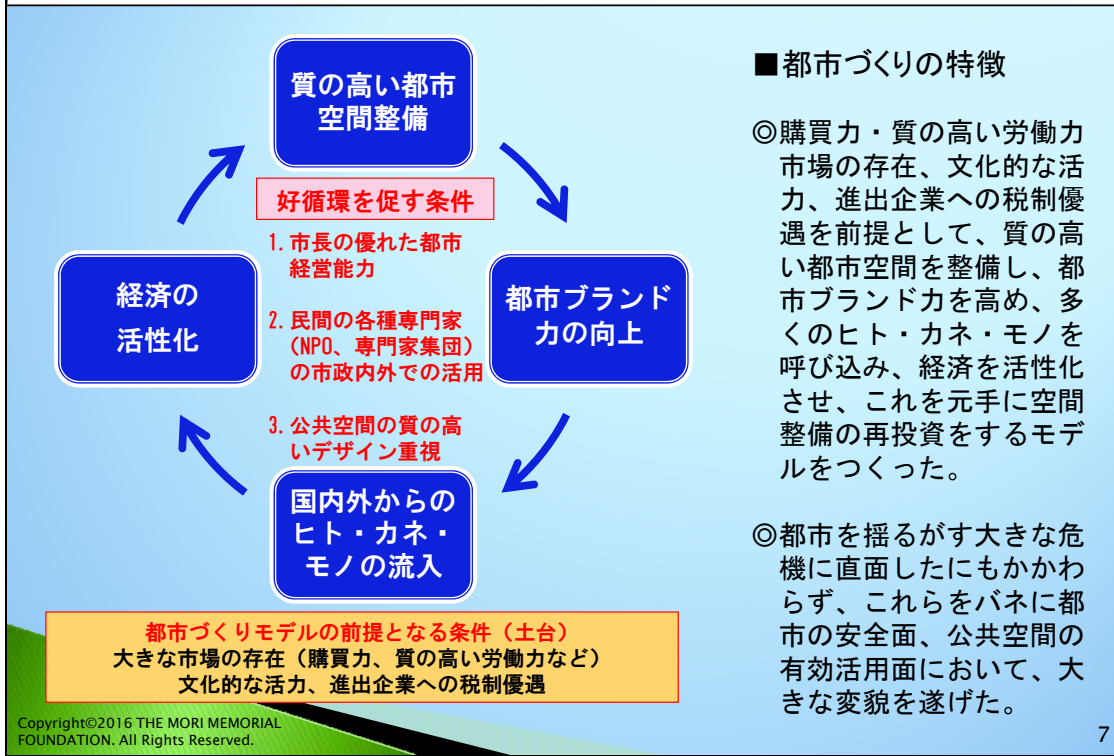 質の高い都市
空間整備
好循環を促す条件
1. 市長の優れた都市
経営能力
2. 民間の各種専門家
（NPO、専門家集団）
の市政内外での活用
3. 公共空間の質の高
いデザイン重視
経済の
活性化
都市ブランド
力の向上
国内外からの
ヒト・カネ・
モノの流入
都市づくりモデルの前提となる条件（土台）
大きな市場の存在（購買力、質の高い労働力など）
文化的な活力、進出企業への税制優遇
■都市づくりの特徴
◎購買力・質の高い労働力
市場の存在、文化的な活
力、進出企業への税制優
遇を前提として、質の高
い都市空間を整備し、都
市ブランド力を高め、多
くのヒト・カネ・モノを
呼び込み、経済を活性化
させ、これを元手に空間
整備の再投資をするモデ
ルをつくった。
◎都市を揺るがす大きな危
機に直面したにもかかわ
らず、これらをバネに都
市の安全面、公共空間の
有効活用面において、大
きな変貌を遂げた。
Copyright©2016 THE MORI MEMORIAL
FOUNDATION. All Rights Reserved.
7